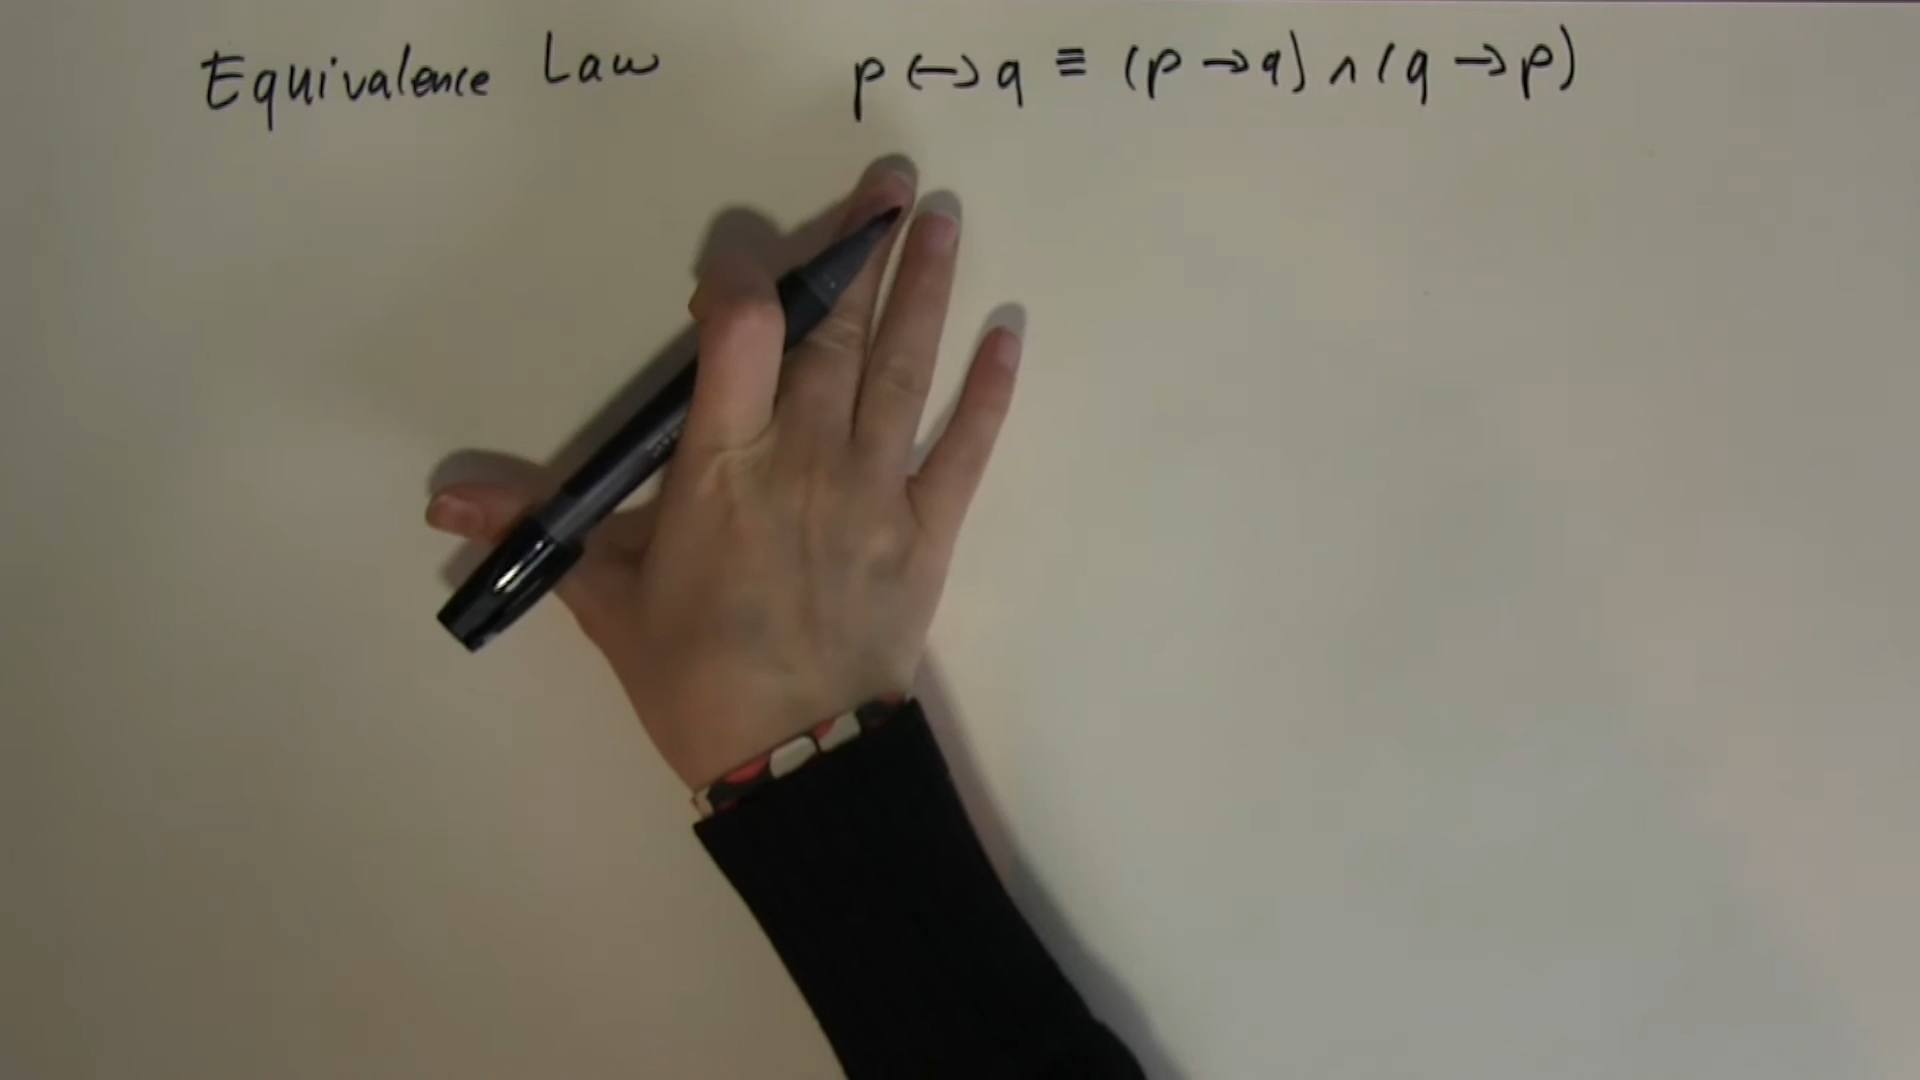 Equivalence Law p ↔ q ≡ (p → q) ∧ (q → p)